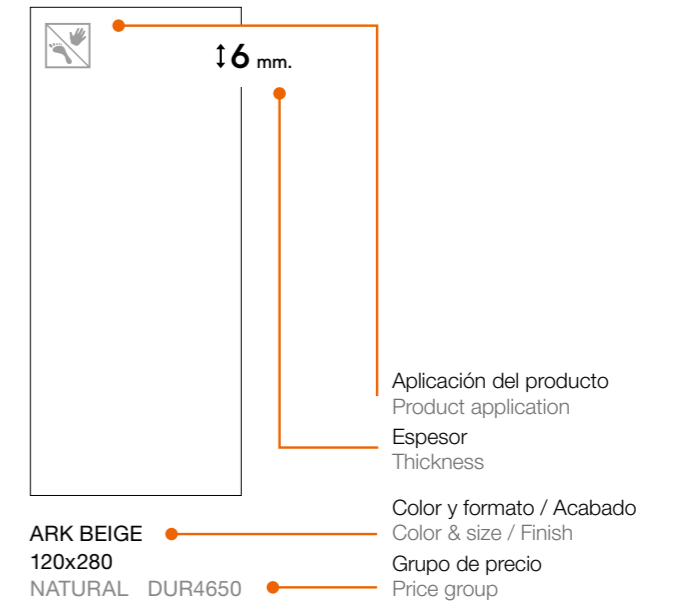 ↕6 mm.
Aplicación del producto
Product application
Espesor
Thickness
Color y formato / Acabado
Color & size / Finish
Grupo de precio
Price group
ARK BEIGE
120x280
NATURAL DUR4650